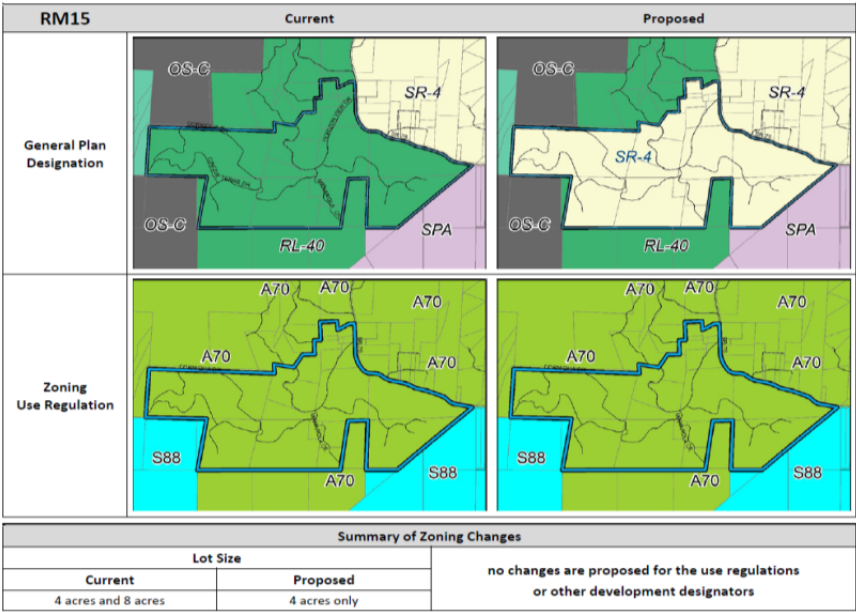 RM15
Current
Proposed
General Plan
Designation
OS-C
SR-4
OS-C
SPA
RL-40
OS-C
SR-4
SR-4
OS-C
SPA
RL-40
Zoning
Use Regulation
A70
A70
A70
A70
A70
S88
S88
A70
A70
A70
A70
A70
A70
S88
S88
A70
Summary of Zoning Changes
Lot Size
Current
Proposed
4 acres and 8 acres
4 acres only
no changes are proposed for the use regulations
or other development designators